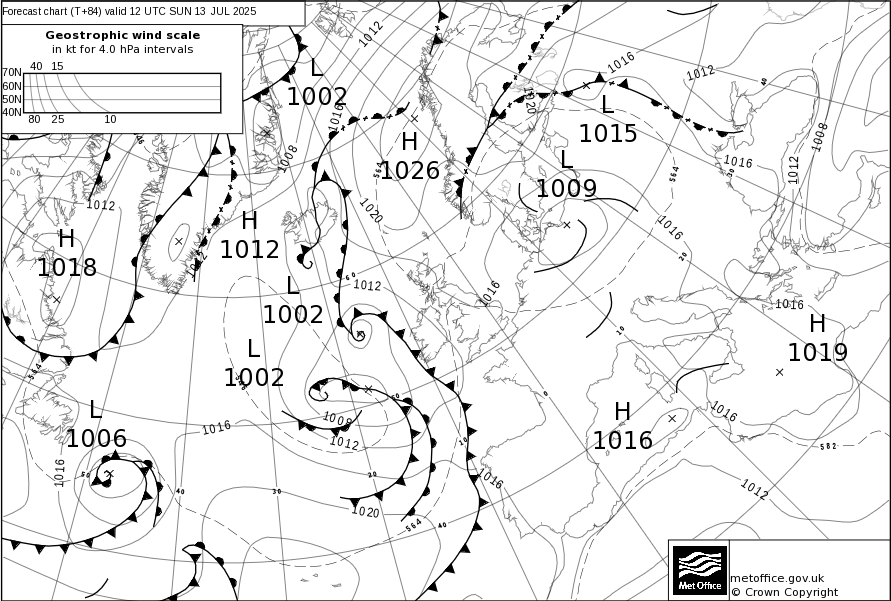 Forecast chart (T+84) valid 12 UTC SUN 13 JUL 2025
Geostrophic wind scale
in kt for 4.0 hPa intervals
40 15
70N
60N
50N
40N
80 25 10
L
1002
1012
1016
1012
40
1016
1020
L
1015
1008
H
1026
564
1008
1016
30
1012
L
1009
564
1012
H
1012
1020
1016
H
1018
1012
20
60
1012
L
1002
1016
1016
H
1019
10
L
1002
564
0
50
L
1006
1008
1012
1016
H
1016
1016
10
582
1016
50
30
1016
1012
40
30
1020
564
40
Met Office
metoffice.gov.uk
© Crown Copyright